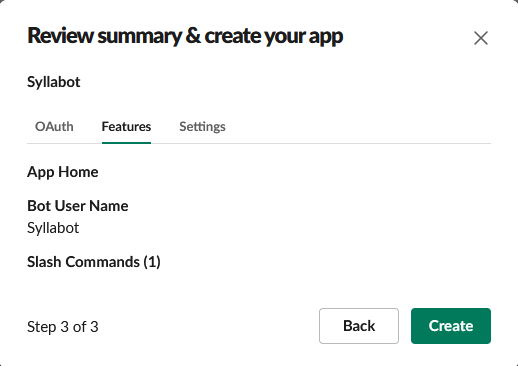 Review summary & create your app
Syllabot
OAuth Features Settings
App Home
Bot User Name
Syllabot
Slash Commands (1)
Step 3 of 3 Back Create